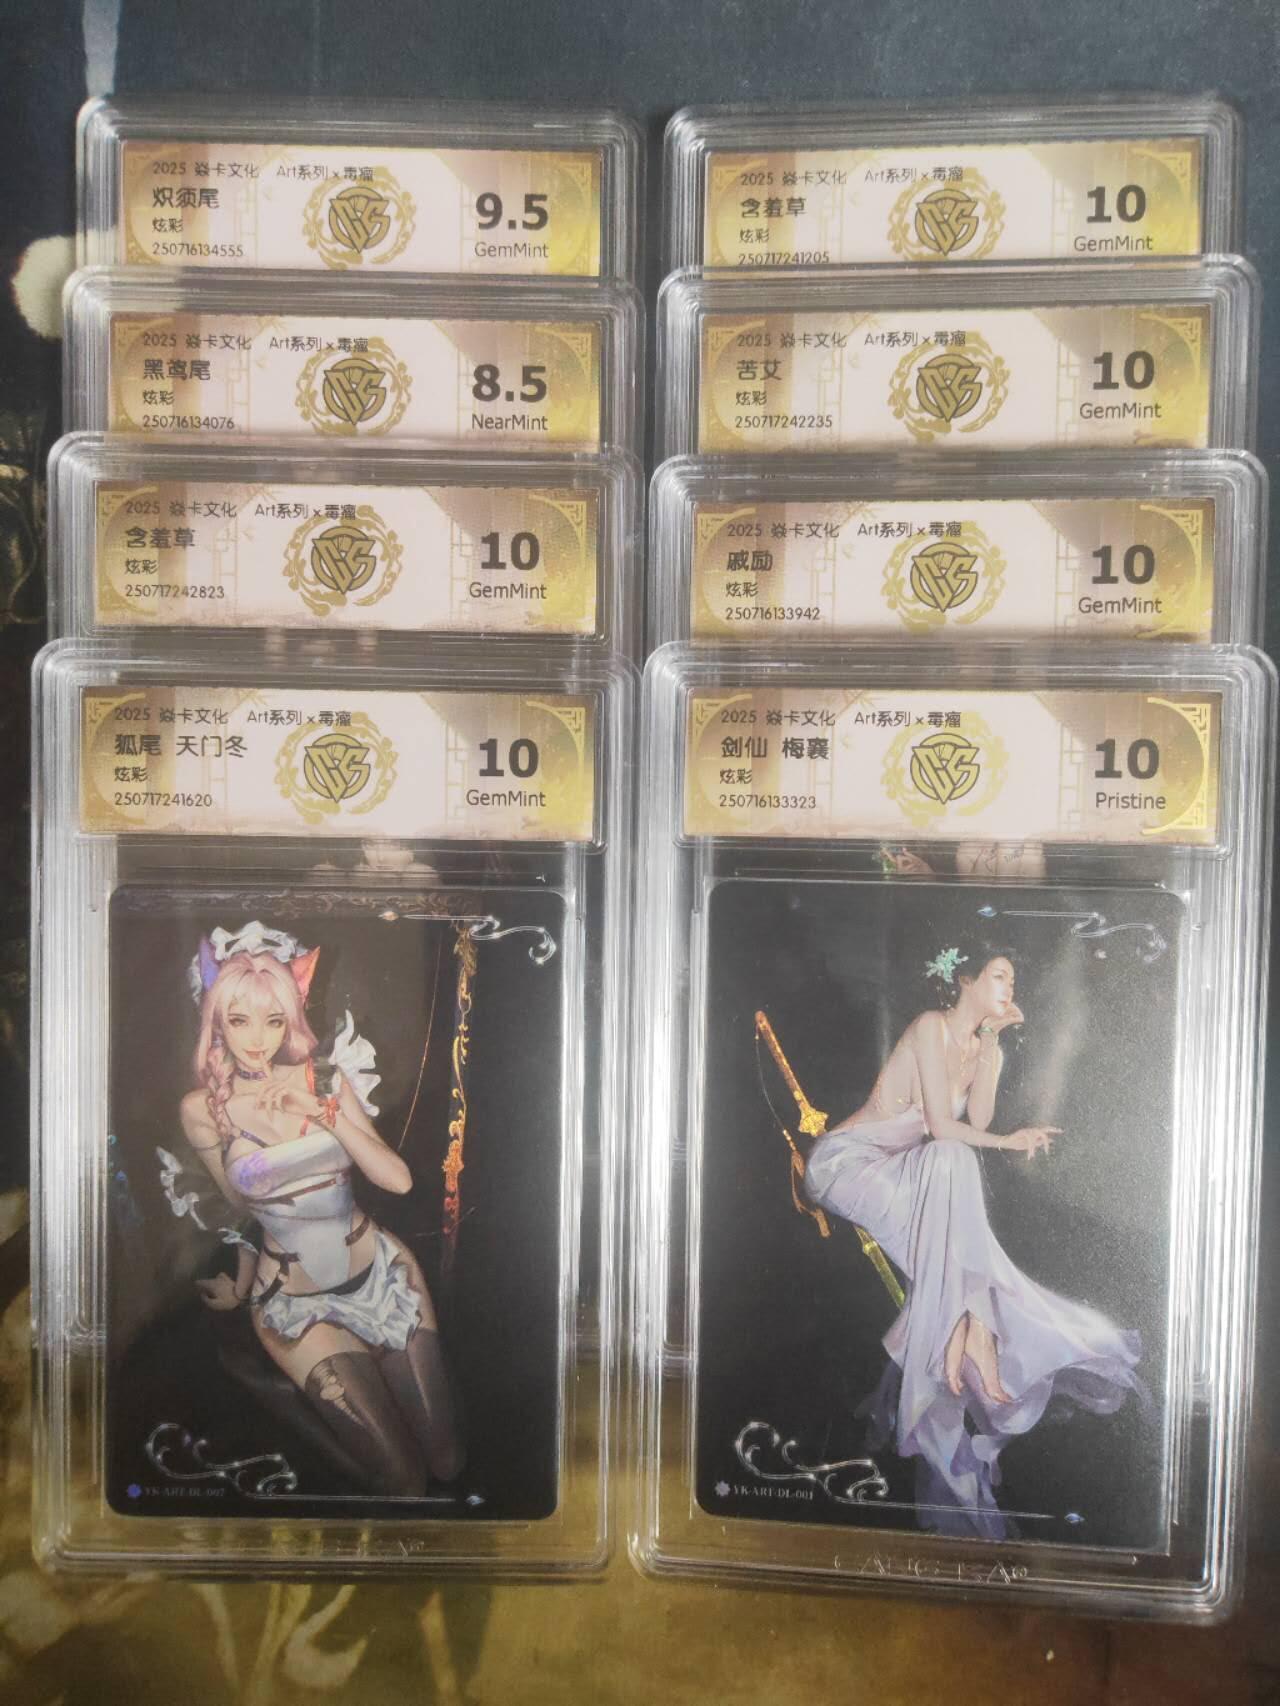 2025 焱卡文化 Art系列×毒瘤
炽须尾
炫彩
250716134555
9.5
GemMint
2025 焱卡文化 Art系列×毒瘤
含羞草
炫彩
250717241205
10
GemMint
2025 焱卡文化 Art系列×毒瘤
黑鸢尾
炫彩
250716134076
8.5
NearMint
2025 焱卡文化 Art系列×毒瘤
苦艾
炫彩
250717242235
10
GemMint
2025 焱卡文化 Art系列×毒瘤
含羞草
炫彩
250717242823
10
GemMint
2025 焱卡文化 Art系列×毒瘤
戚励
炫彩
250716133942
10
GemMint
2025 焱卡文化 Art系列×毒瘤
狐尾 天门冬
炫彩
250717241620
10
GemMint
YK-ART-DL-007
2025 焱卡文化 Art系列×毒瘤
剑仙 梅襄
炫彩
250716133323
10
Pristine
YK-ART-DL-001